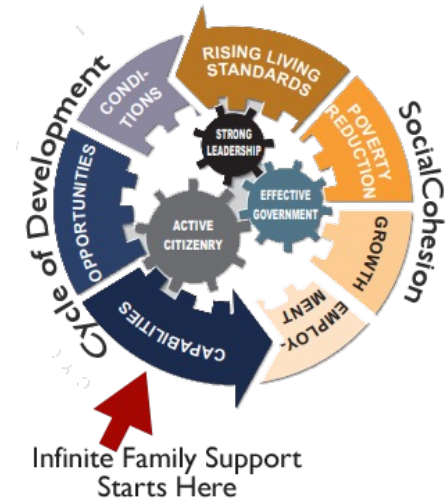 RISING LIVING
STANDARDS
POVERTY
REDUCTION
GROWTH
EMPLOY-
MENT
CAPABILITIES
OPPORTUNITIES
CONDI-
TIONS
STRONG
LEADERSHIP
EFFECTIVE
GOVERNMENT
ACTIVE
CITIZENRY
Cycle of Development
SocialCohesion
Infinite Family Support
Starts Here